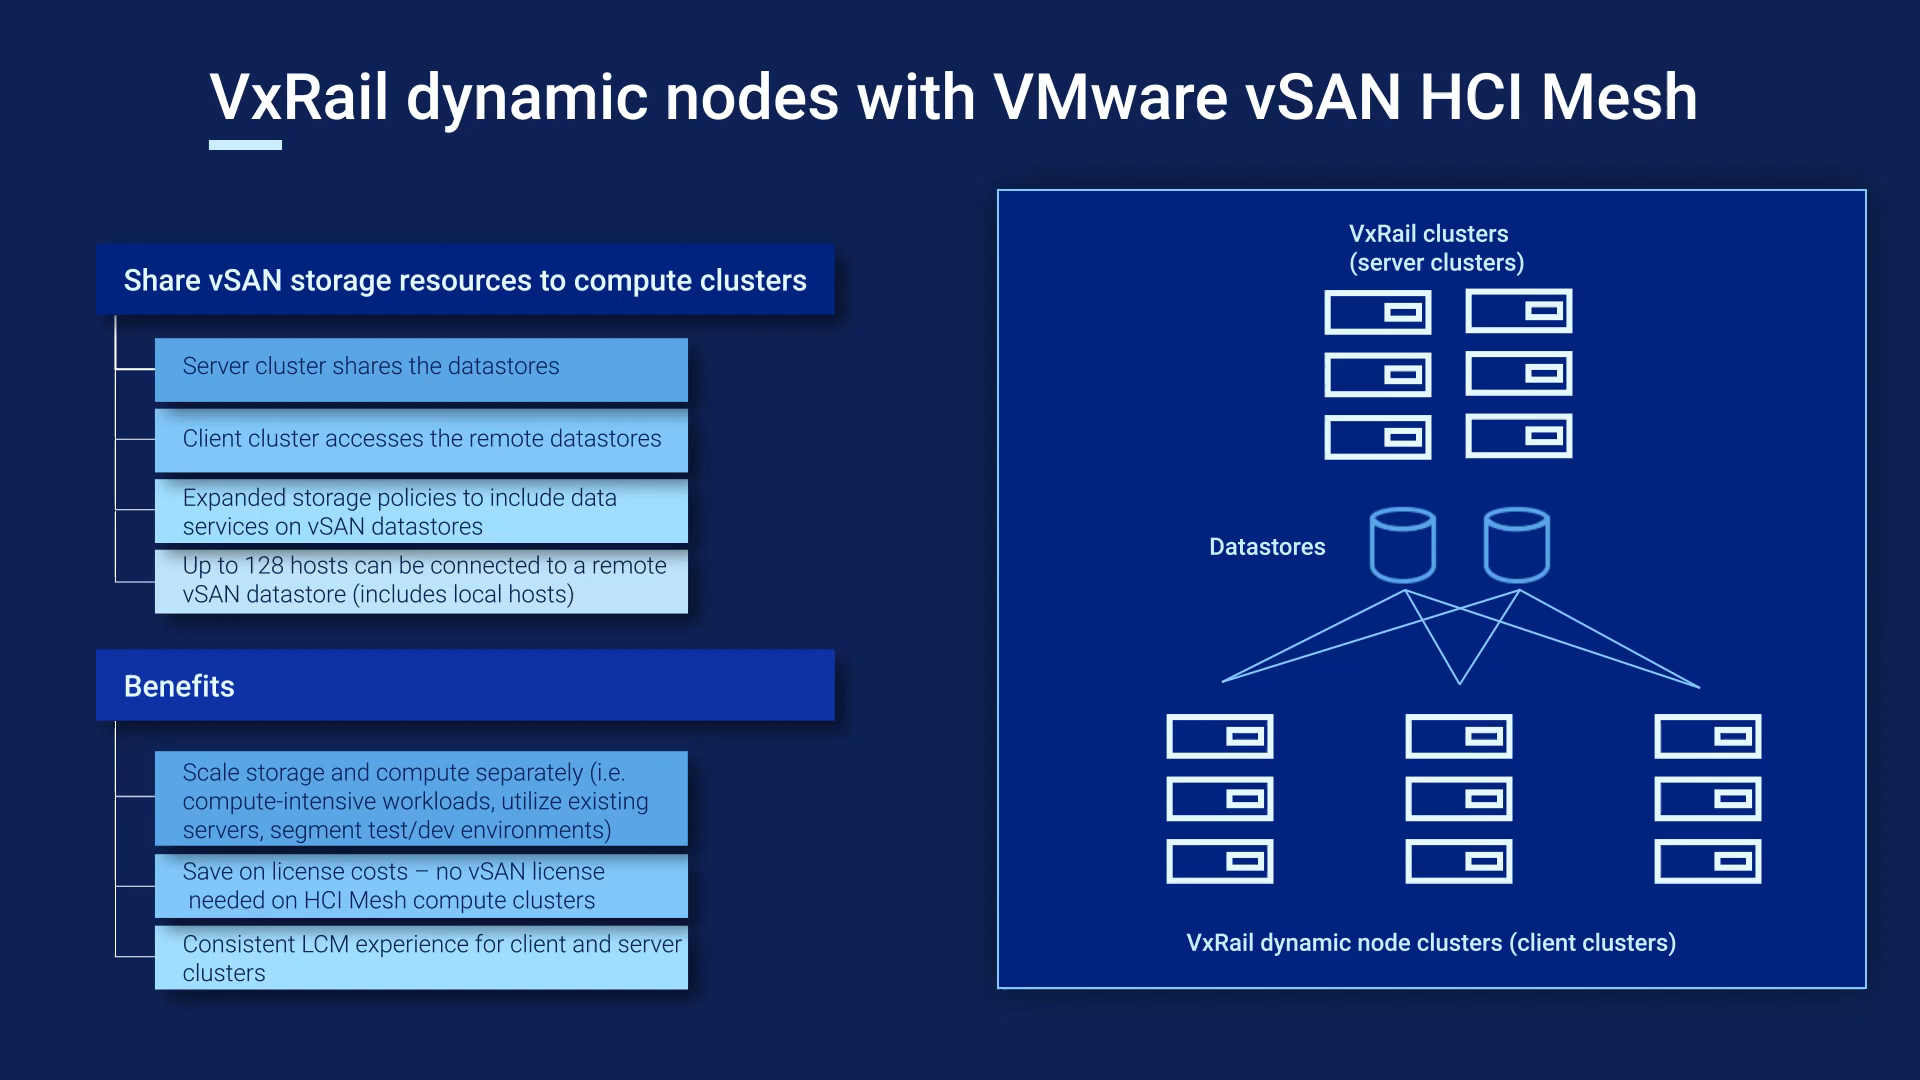 VxRail dynamic nodes with VMware vSAN HCI Mesh
Share vSAN storage resources to compute clusters
Server cluster shares the datastores
Client cluster accesses the remote datastores
Expanded storage policies to include data
services on vSAN datastores
Up to 128 hosts can be connected to a remote
vSAN datastore (includes local hosts)
Benefits
Scale storage and compute separately (i.e.
compute-intensive workloads, utilize existing
servers, segment test/dev environments)
Save on license costs – no vSAN license
needed on HCI Mesh compute clusters
Consistent LCM experience for client and server
clusters
VxRail clusters
(server clusters)
Datastores
VxRail dynamic node clusters (client clusters)